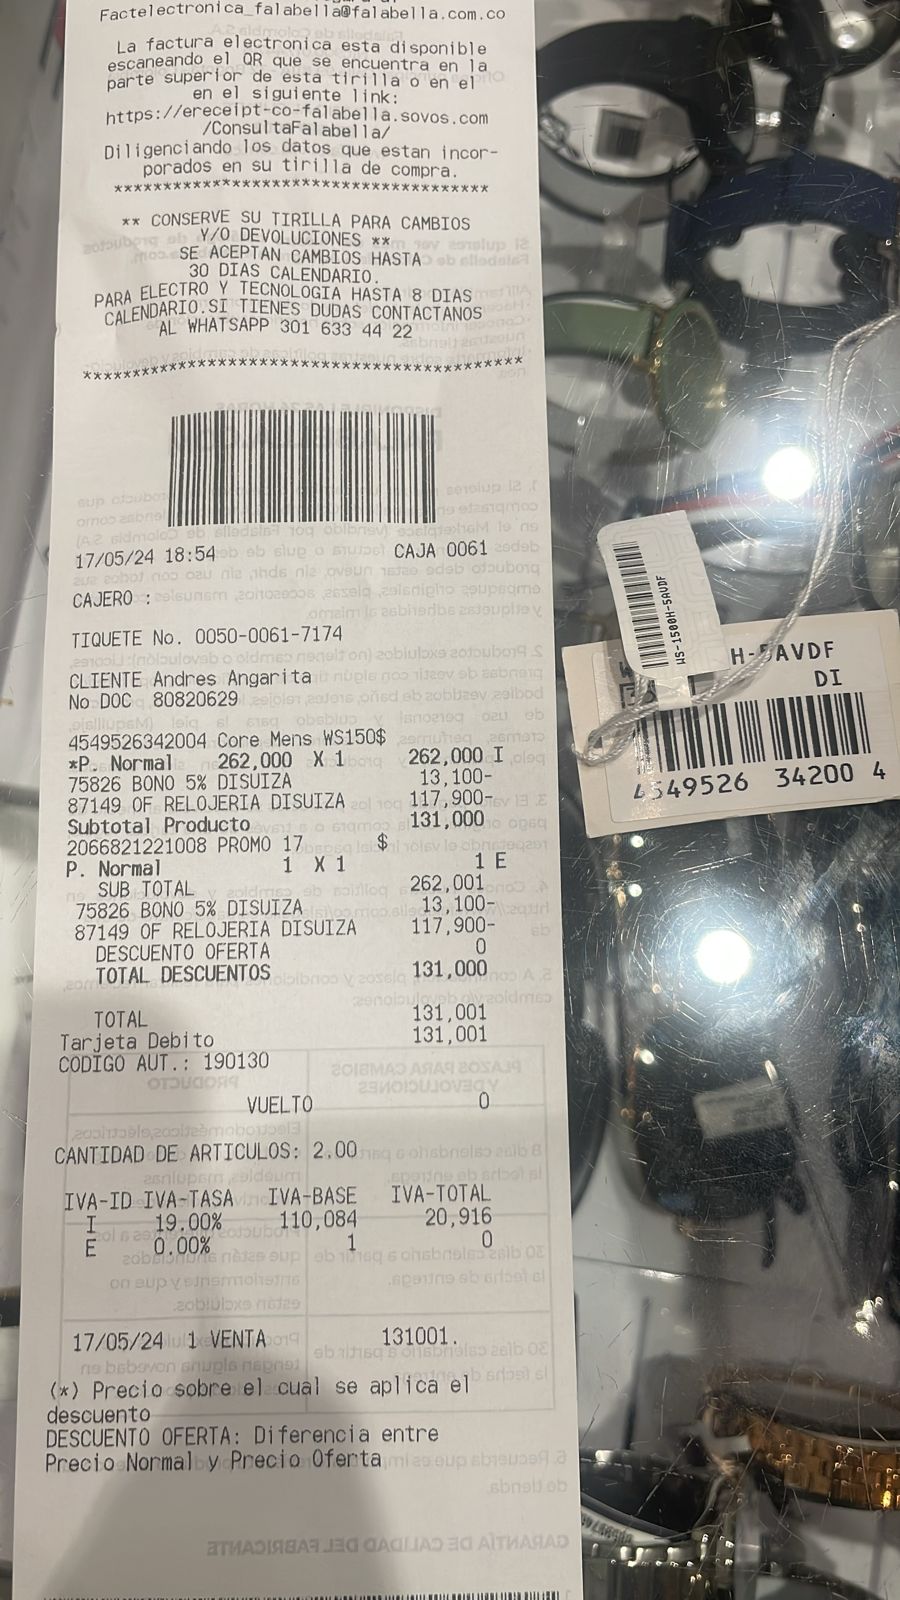 Factelectronica_falabella@falabella.com.co
La factura electronica esta disponible
escaneando el QR que se encuentra en la
parte superior de esta tirilla o en el
en el siguiente link:
https://ereceipt-co-falabella.sovos.com
/ConsultaFalabella/
Diligenciando los datos que estan incor-
porados en su tirilla de compra.
**************************************
** CONSERVE SU TIRILLA PARA CAMBIOS
Y/O DEVOLUCIONES **
SE ACEPTAN CAMBIOS HASTA
30 DIAS CALENDARIO.
PARA ELECTRO Y TECNOLOGIA HASTA 8 DIAS
CALENDARIO.SI TIENES DUDAS CONTACTANOS
AL WHATSAPP 301 633 44 22
********************************************
17/05/24 18:54 CAJA 0061
CAJERO :
TIQUETE No. 0050-0061-7174
CLIENTE Andres Angarita
No DOC 80820629
4549526342004 Core Mens WS150$
*P. Normal 262,000 X 1 262,000 I
75826 BONO 5% DISUIZA 13,100-
87149 OF RELOJERIA DISUIZA 117,900-
Subtotal Producto 131,000
2066821221008 PROMO 17 $
P. Normal 1 X 1 1 E
SUB TOTAL 262,001
75826 BONO 5% DISUIZA 13,100-
87149 OF RELOJERIA DISUIZA 117,900-
DESCUENTO OFERTA 0
TOTAL DESCUENTOS 131,000
TOTAL 131,001
Tarjeta Debito 131,001
CODIGO AUT.: 190130
VUELTO 0
CANTIDAD DE ARTICULOS: 2.00
IVA-ID IVA-TASA IVA-BASE IVA-TOTAL
I 19.00% 110,084 20,916
E 0.00% 1 0
17/05/24 1 VENTA 131001.
(*) Precio sobre el cual se aplica el
descuento
DESCUENTO OFERTA: Diferencia entre
Precio Normal y Precio Oferta
WS-1500H-5AVDF
H-5AVDF
DI
4549526 34200 4